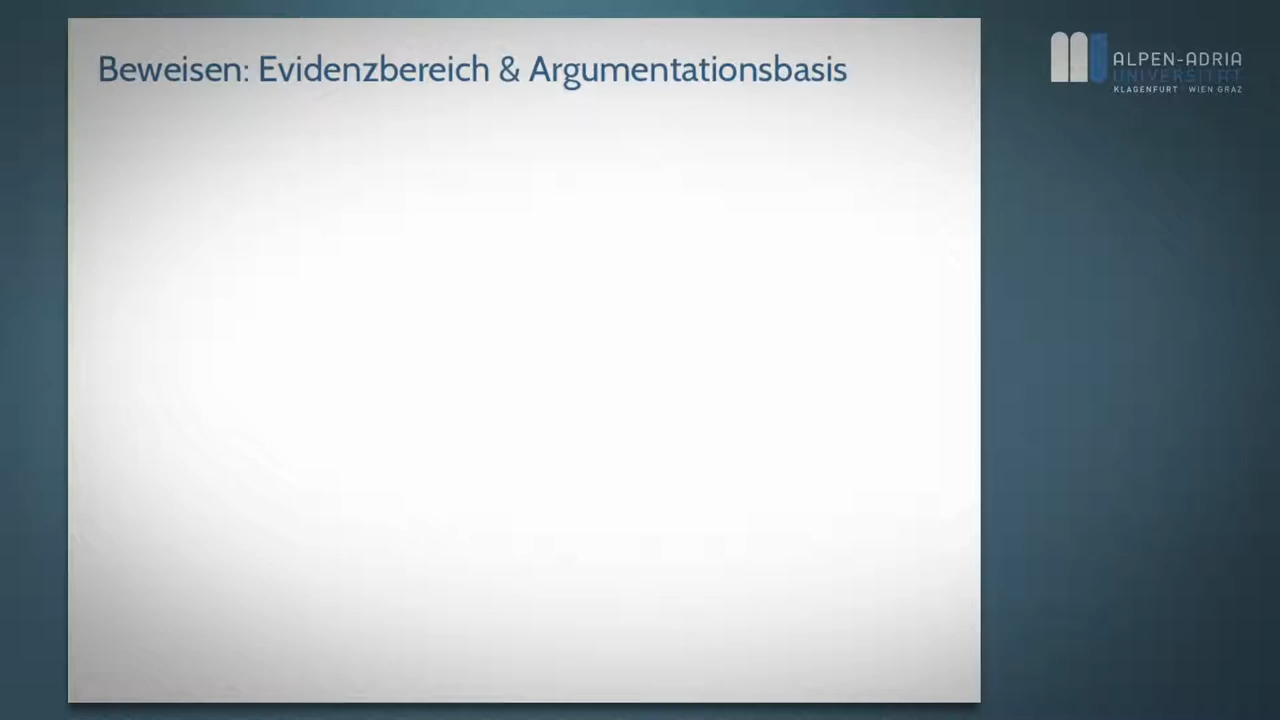 Beweisen: Evidenzbereich & Argumentationsbasis
ALPEN-ADRIA
UNIVERSITÄT
KLAGENFURT WIEN GRAZ